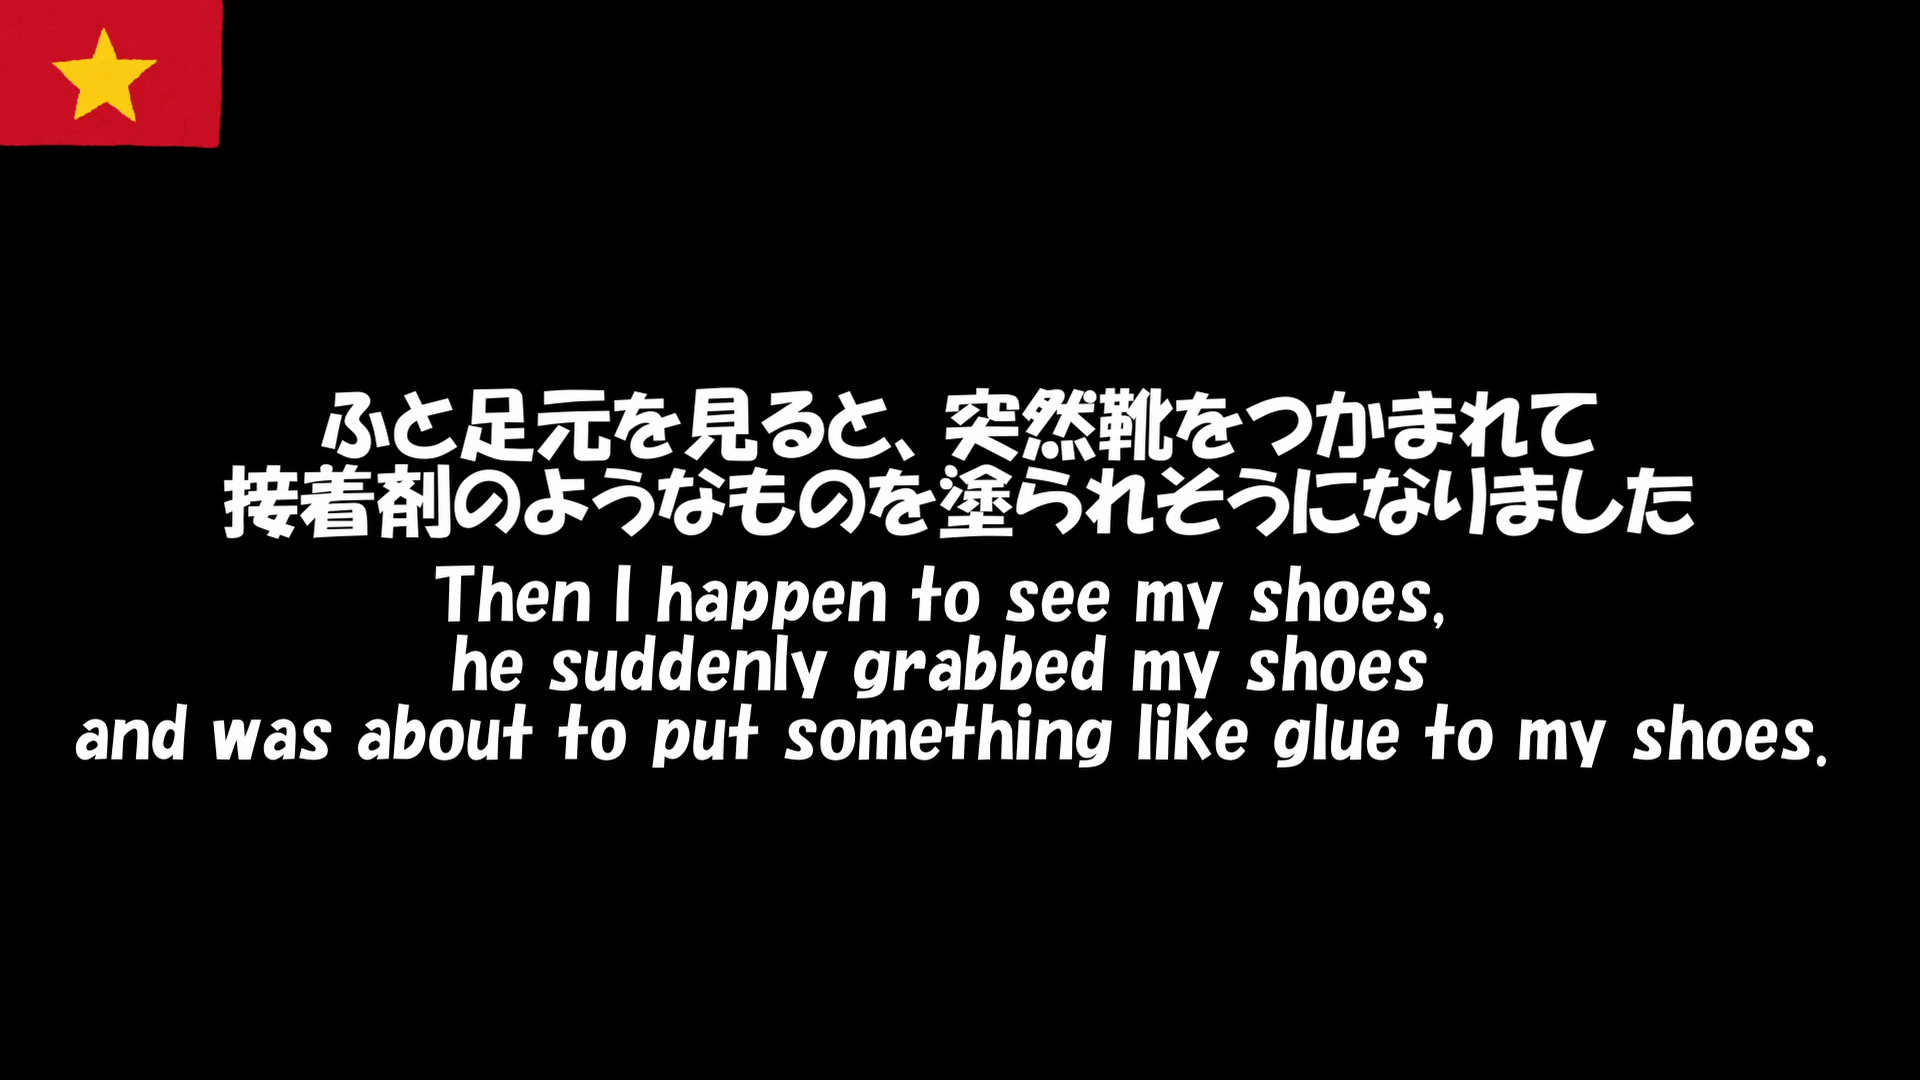 ふと足元を見ると、突然靴をつかまれて
接着剤のようなものを塗られそうになりました
Then I happen to see my shoes,
he suddenly grabbed my shoes
and was about to put something like glue to my shoes.